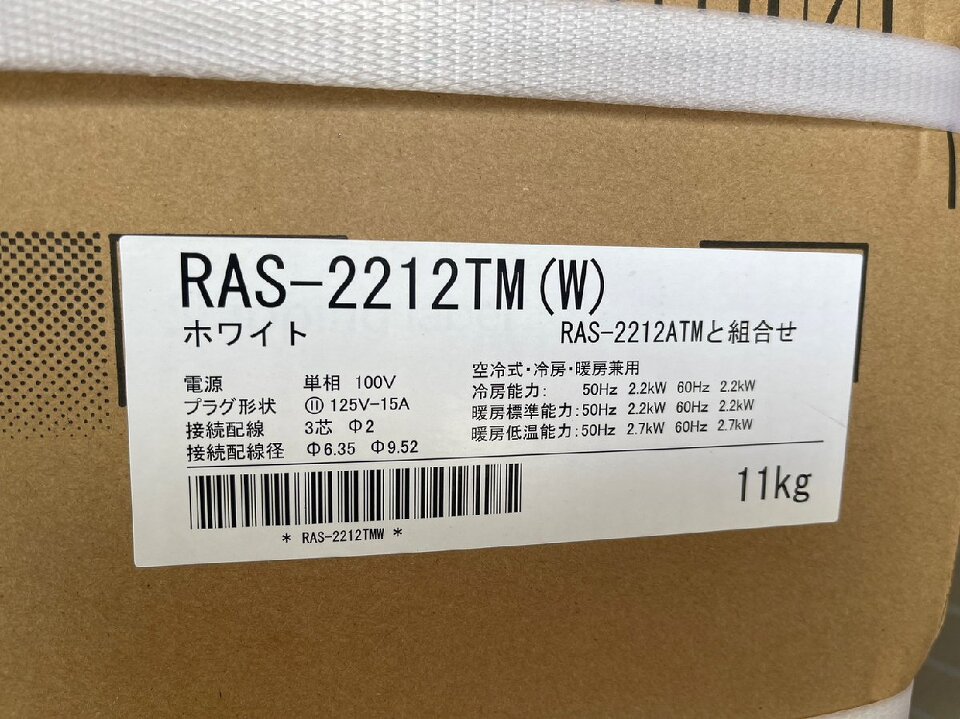 RAS-2212TM(W)
ホワイト RAS-2212ATMと組合せ
電源 単相 100V
プラグ形状 125V-15A
接続配線 3芯 Φ2
接続配線径 Φ6.35 Φ9.52
空冷式・冷房・暖房兼用
冷房能力: 50Hz 2.2kW 60Hz 2.2kW
暖房標準能力:50Hz 2.2kW 60Hz 2.2kW
暖房低温能力:50Hz 2.7kW 60Hz 2.7kW
11kg
* RAS-2212TMW *